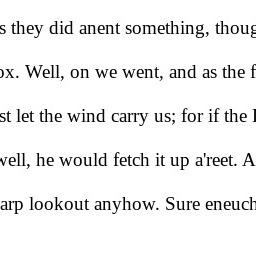 s they did anent something, thoug
ox. Well, on we went, and as the f
st let the wind carry us; for if the
well, he would fetch it up a'reet. A
arp lookout anyhow. Sure eneuch